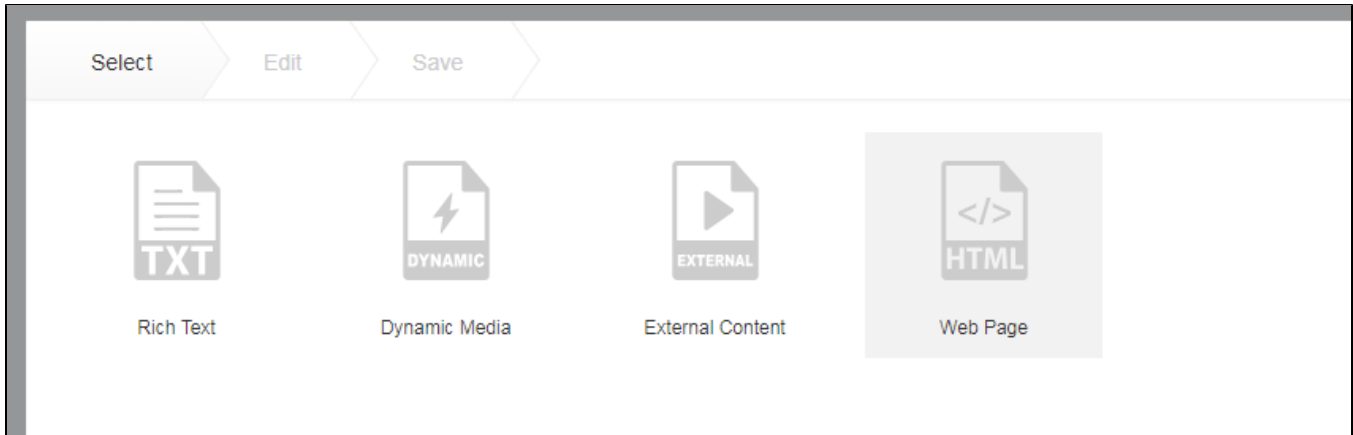 Select Edit Save
TXT DYNAMIC EXTERNAL </> HTML
Rich Text Dynamic Media External Content Web Page